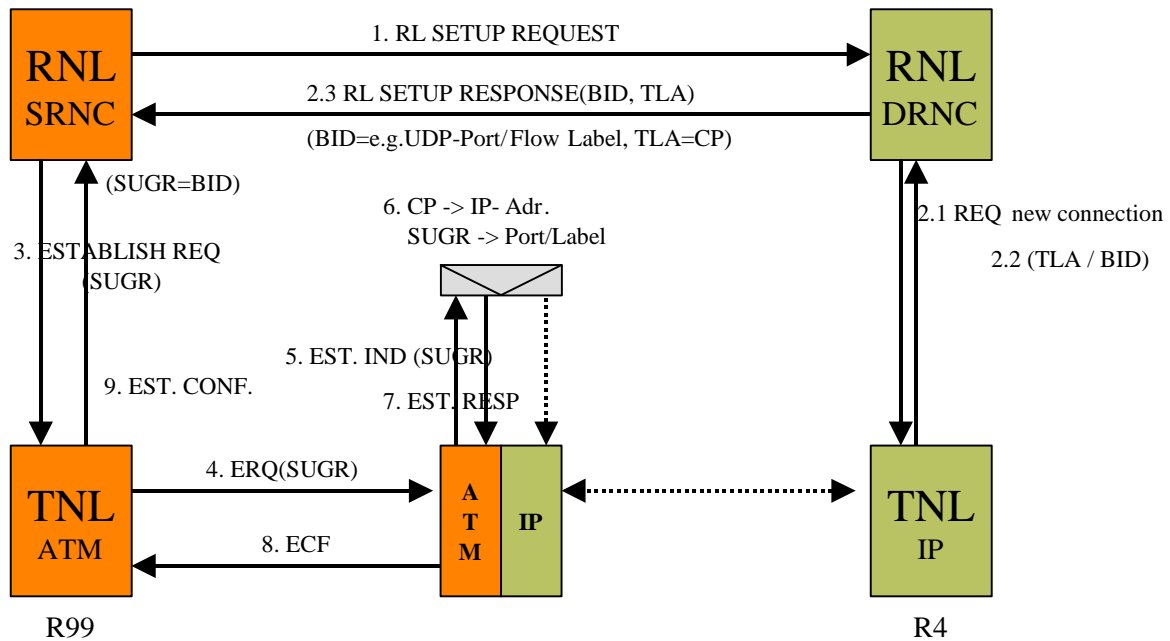 1. RL SETUP REQUEST
RNL
SRNC
RNL
DRNC
2.3 RL SETUP RESPONSE(BID, TLA)
(BID=e.g.UDP-Port/Flow Label, TLA=CP)
(SUGR=BID)
6. CP -> IP- Adr.
SUGR -> Port/Label
2.1 REQ new connection
2.2 (TLA / BID)
3. ESTABLISH REQ
(SUGR)
5. EST. IND (SUGR)
9. EST. CONF.
7. EST. RESP
4. ERQ(SUGR)
TNL
ATM
A
T
M
IP
TNL
IP
8. ECF
R99
R4